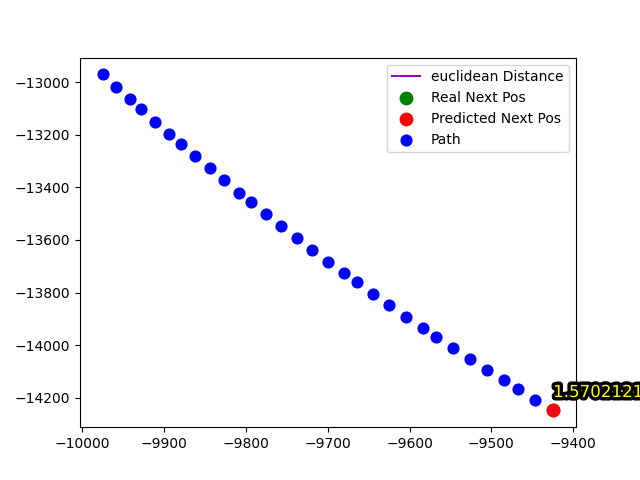 euclidean Distance
Real Next Pos
Predicted Next Pos
Path
−13000
−13200
−13400
−13600
−13800
−14000
−14200
1.5702121
−10000 −9900 −9800 −9700 −9600 −9500 −9400